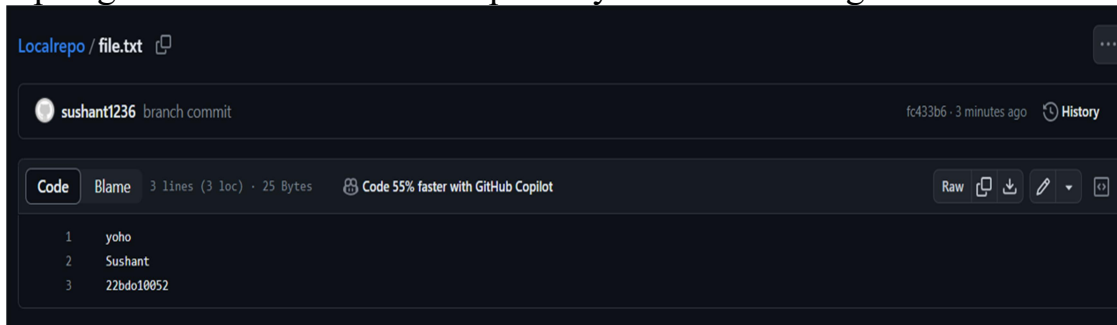 Localrepo / file.txt
sushant1236 branch commit
fc433b6 · 3 minutes ago History
Code Blame 3 lines (3 loc) · 25 Bytes Code 55% faster with GitHub Copilot Raw
1 yoho
2 Sushant
3 22bdo10052